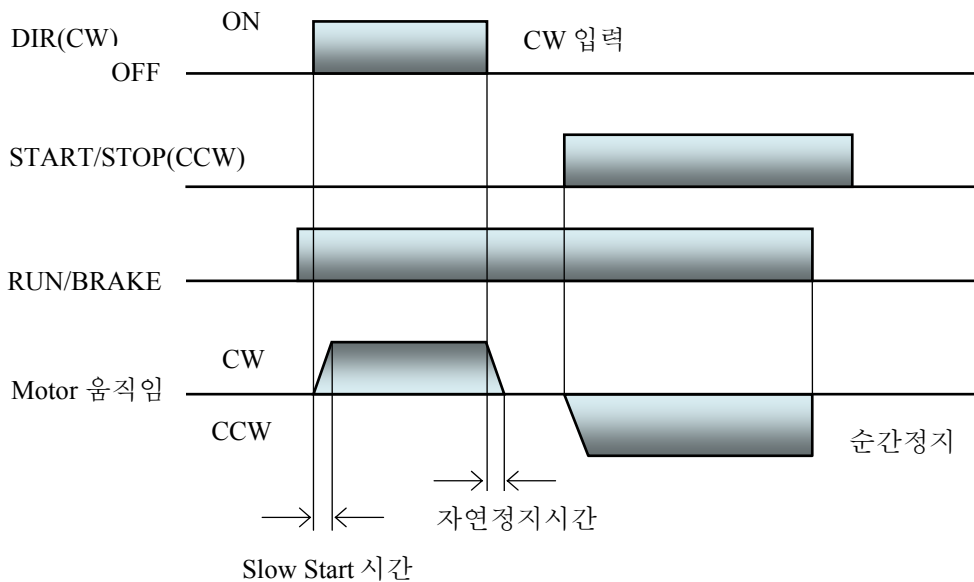 ON
DIR(CW)
CW 입력
OFF
START/STOP(CCW)
RUN/BRAKE
CW
Motor 움직임
CCW
순간정지
자연정지시간
Slow Start 시간